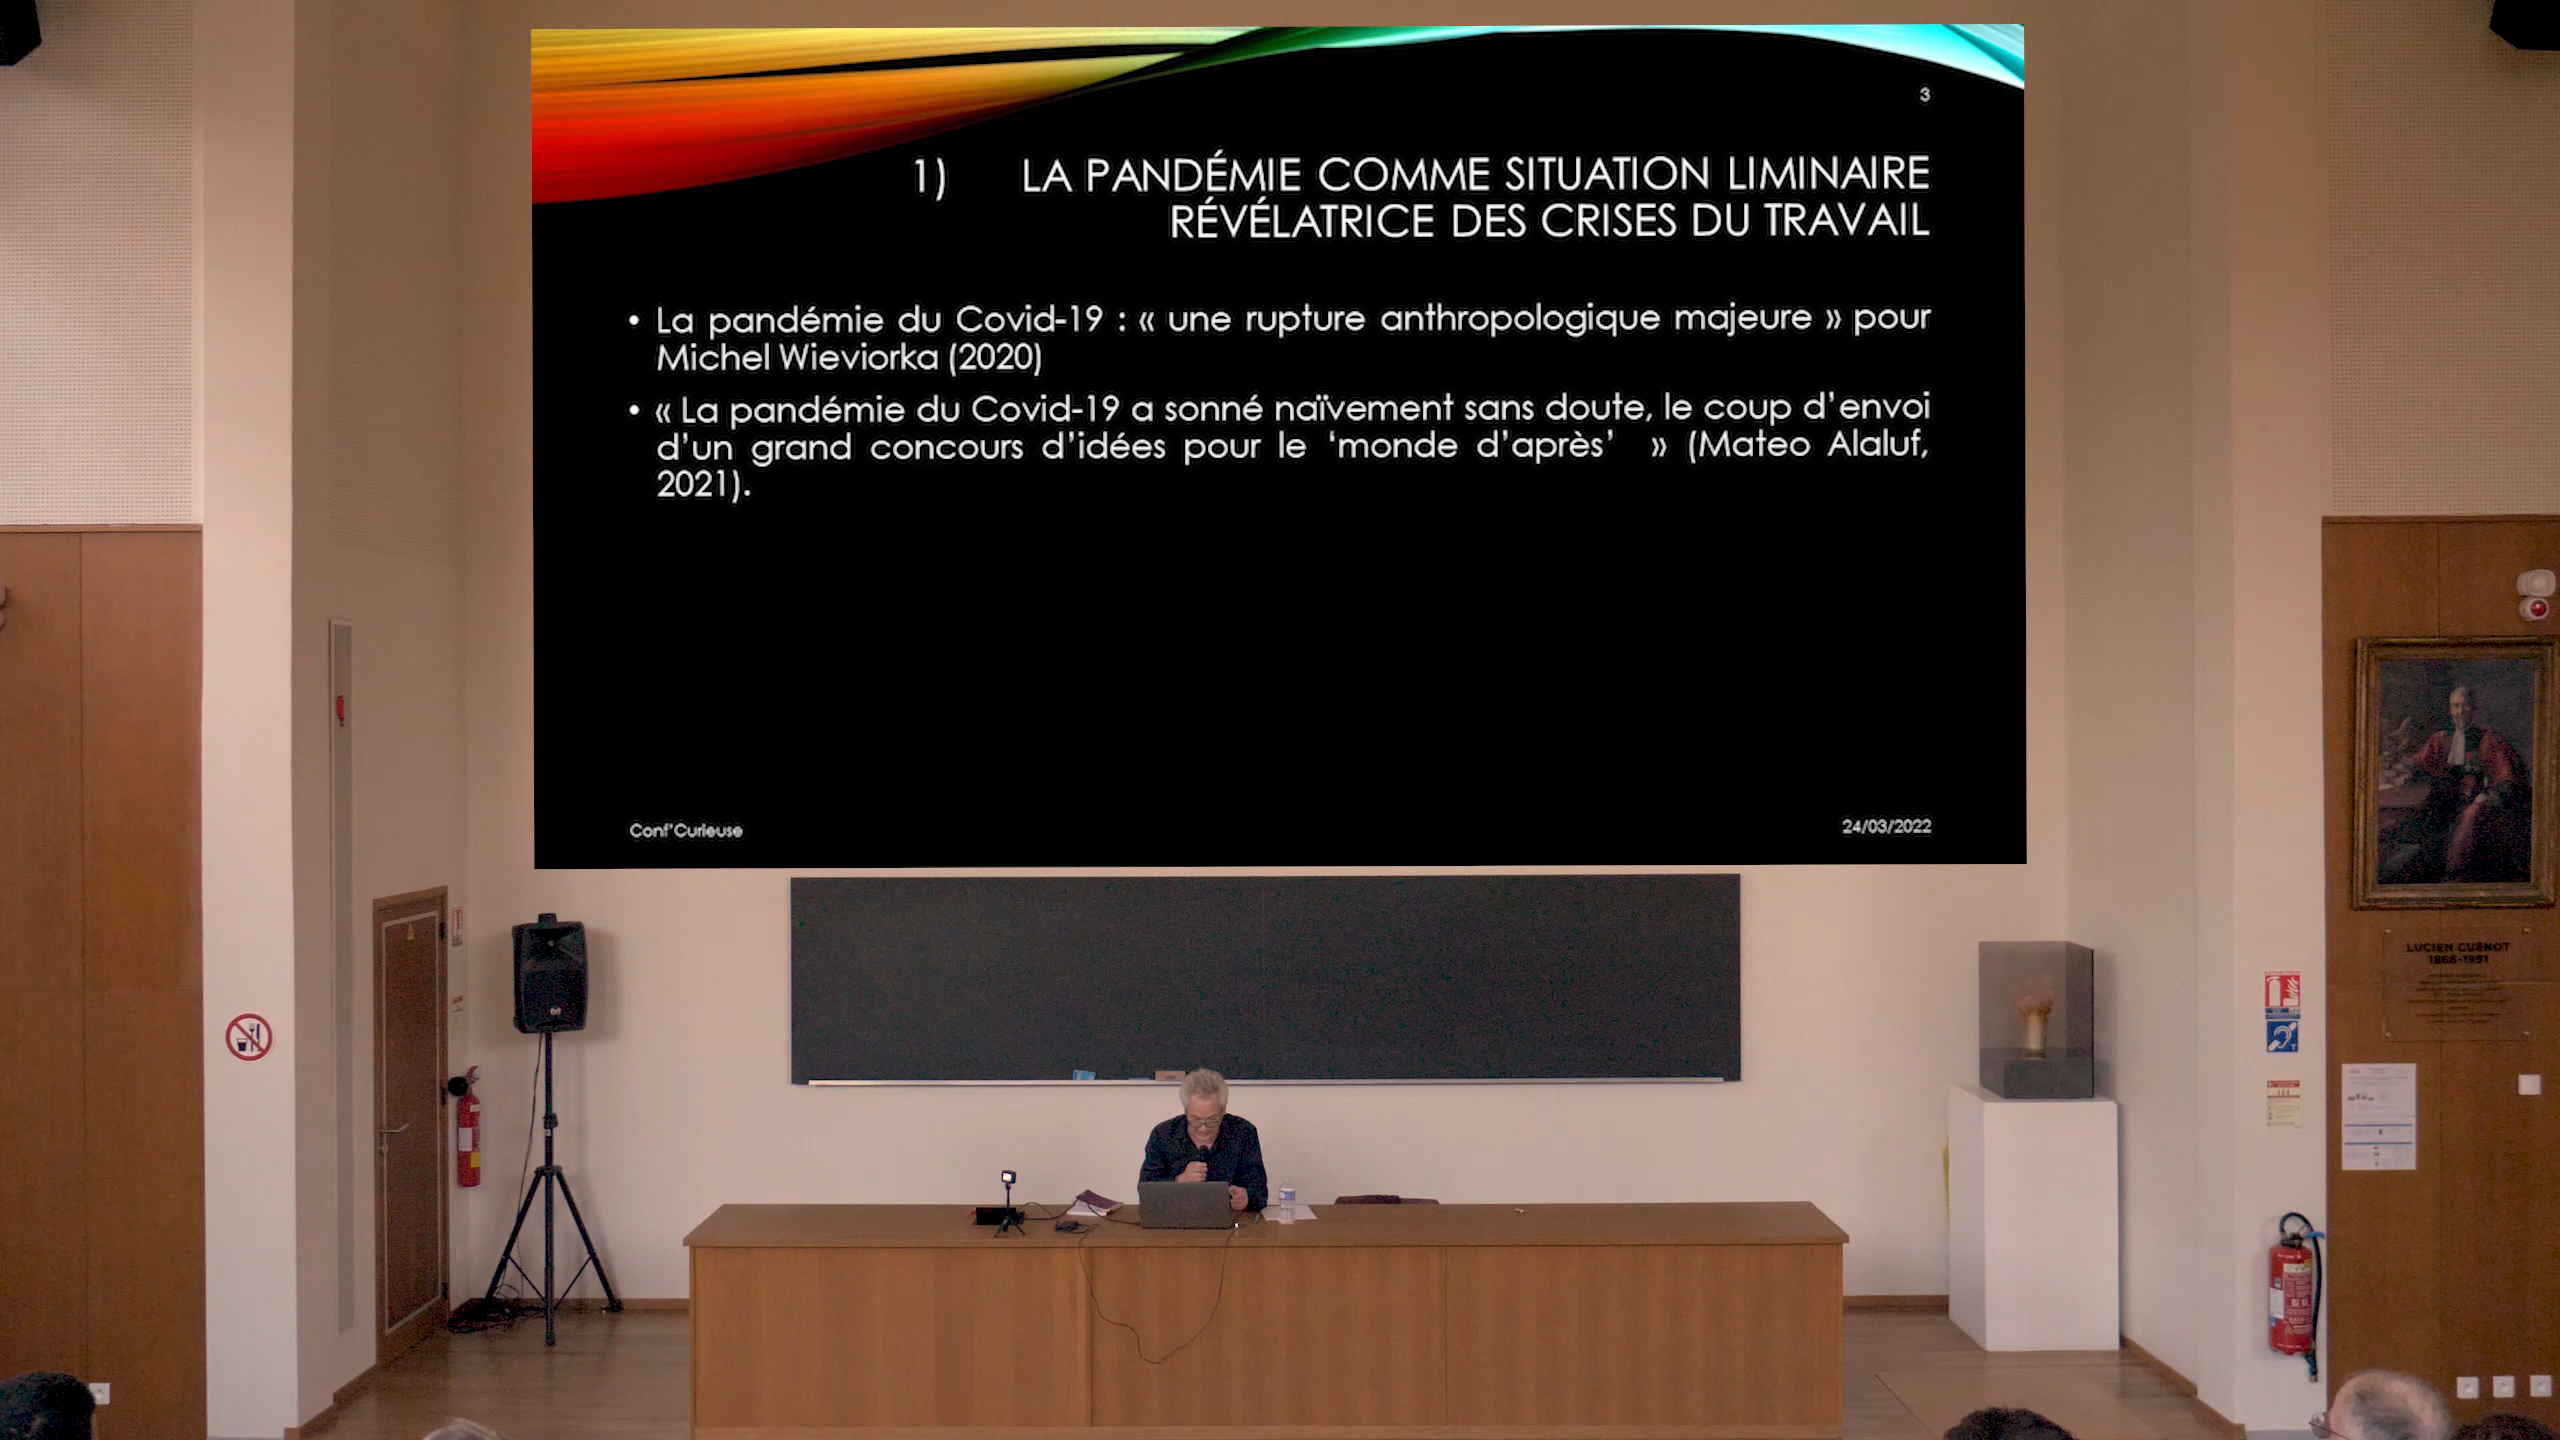 3
1) LA PANDÉMIE COMME SITUATION LIMINAIRE
RÉVÉLATRICE DES CRISES DU TRAVAIL
• La pandémie du Covid-19 : « une rupture anthropologique majeure » pour
Michel Wieviorka (2020)
• « La pandémie du Covid-19 a sonné naïvement sans doute, le coup d’envoi
d’un grand concours d’idées pour le ‘monde d’après’ » (Mateo Alaluf,
2021).
Conf’Curieuse
24/03/2022
LUCIEN CUÉNOT
1866-1951